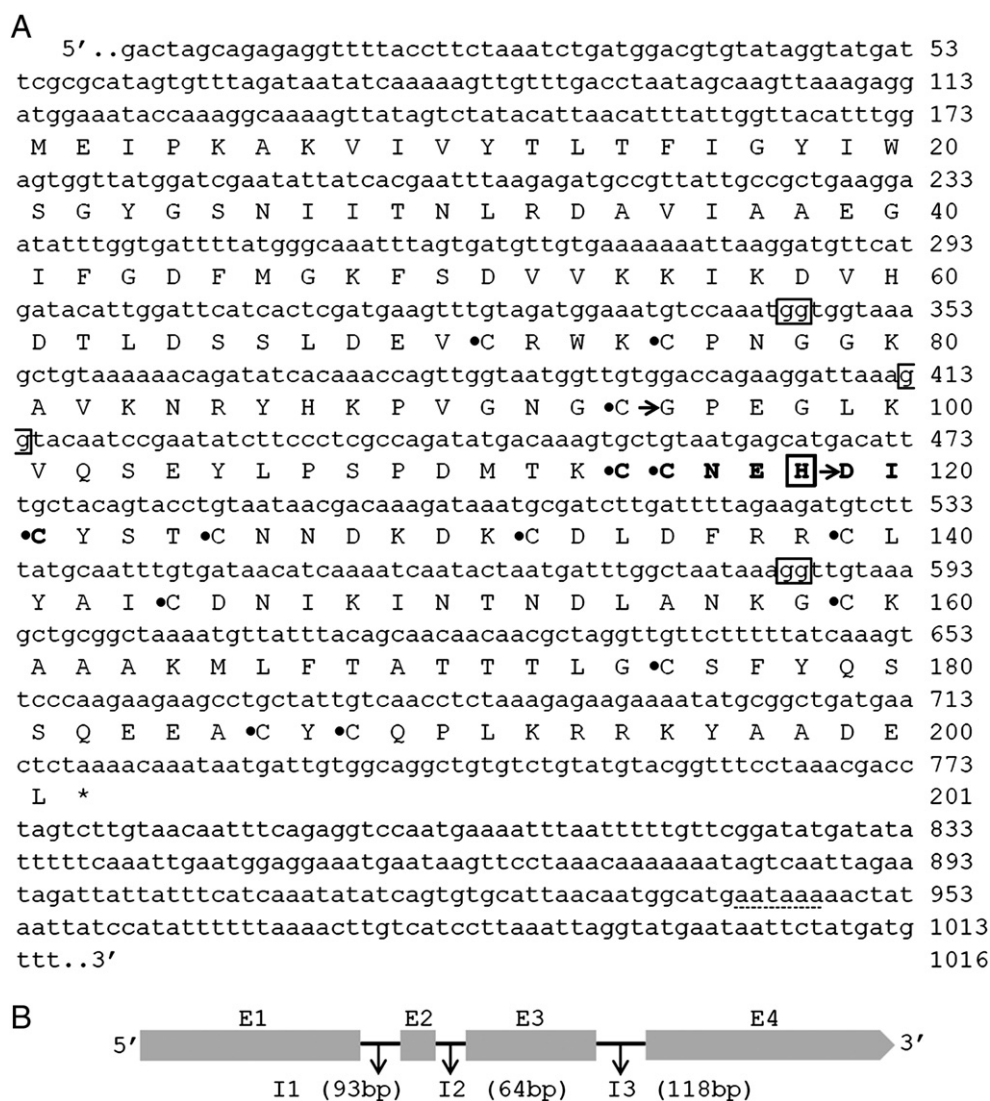 A
5′..gactagcagagaggttttaccttctaaatctgatggacgtgtataggtatgat 53
tcgcgcatagtgtttagataatatcaaaaagttgtttgacctaatagcaagttaaagagg 113
atggaaataccaaaggcaaaagttatagtctatacattaacatttattggttacatttgg 173
M E I P K A K V I V Y T L T F I G Y I W 20
agtggttatggatcgaatattatcacgaatttaagagatgccgttattgccgctgaagga 233
S G Y G S N I I T N L R D A V I A A E G 40
atatttggtgattttatgggcaaatttagtgatgttgtgaaaaaaattaaggatgttcat 293
I F G D F M G K F S D V V K K I K D V H 60
gatacattggattcatcactcgatgaagtttgtagatggaaatgtccaaatggtggtaaa 353
D T L D S S L D E V •C R W K •C P N G G K 80
gctgtaaaaaacagatatcacaaaccagttggtaatggttgtggaccagaaggattaaag 413
A V K N R Y H K P V G N G •C →G P E G L K 100
gtacaatccgaatatcttccctcgccagatatgacaaagtgctgtaatgagcatgacatt 473
V Q S E Y L P S P D M T K •C •C N E H →D I 120
tgctacagtacctgtaataacgacaaagataaatgcgatcttgattttagaagatgtctt 533
•C Y S T •C N N D K D K •C D L D F R R •C L 140
tatgcaatttgtgataacatcaaaatcaatactaatgatttggctaataaaggttgtaaa 593
Y A I •C D N I K I N T N D L A N K G •C K 160
gctgcggctaaaatgttatttacagcaacaacaacgctaggttgttctttttatcaaagt 653
A A A K M L F T A T T T L G •C S F Y Q S 180
tcccaagaagaagcctgctattgtcaacctctaaagagaagaaaatatgcggctgatgaa 713
S Q E E A •C Y •C Q P L K R R K Y A A D E 200
ctctaaaacaaataatgattgtggcaggctgtgtctgtatgtacggtttcctaaacgacc 773
L * 201
tagtcttgtaacaatttcagaggtccaatgaaaatttaatttttgttcggatatgatata 833
tttttcaaattgaatggaggaaatgaataagttcctaaacaaaaaaatagtcaattagaa 893
tagattattatttcatcaaatatatcagtgtgcattaacaatggcatgaataaaaactat 953
aattatccatattttttaaaacttgtcatccttaaattaggtatgaataattctatgatg 1013
ttt..3′ 1016
B
E1 E2 E3 E4
5′ 3′
I1 (93bp) I2 (64bp) I3 (118bp)